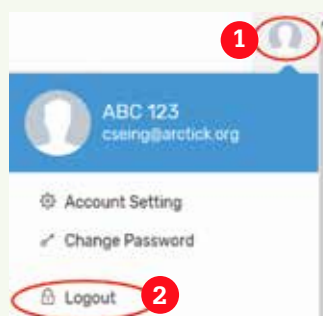 1
ABC 123
cseing@arctick.org
Account Setting
Change Password
Logout 2